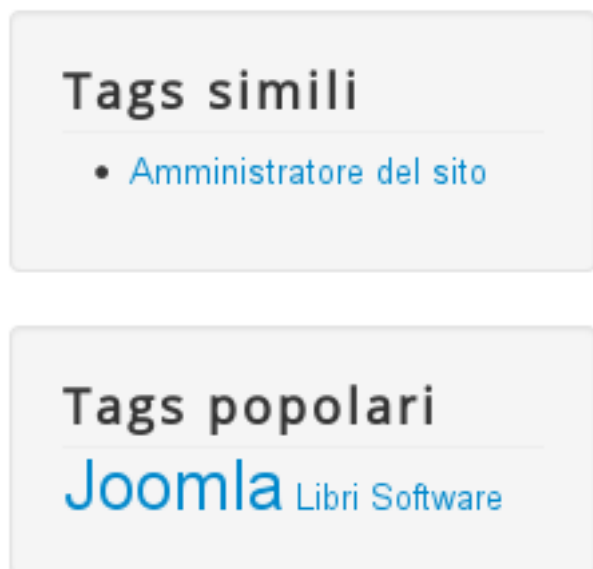 Tags simili
Amministratore del sito
Tags popolari
Joomla Libri Software